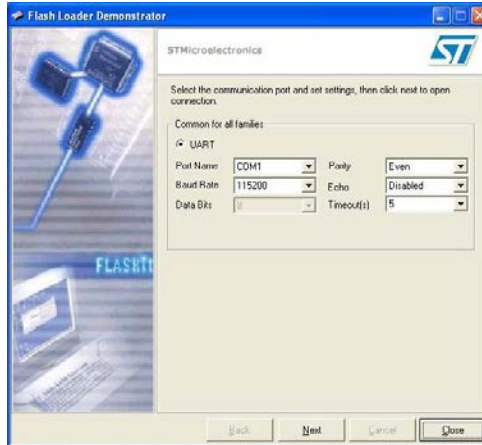 Flash Loader Demonstrator
STMicroelectronics
ST
Select the communication port and set settings, then click next to open
connection.
Common for all families
UART
Port Name COM1 Parity Even
Baud Rate 115200 Echo Disabled
Data Bits 8 Timeout(s) 5
Back Next Cancel Close